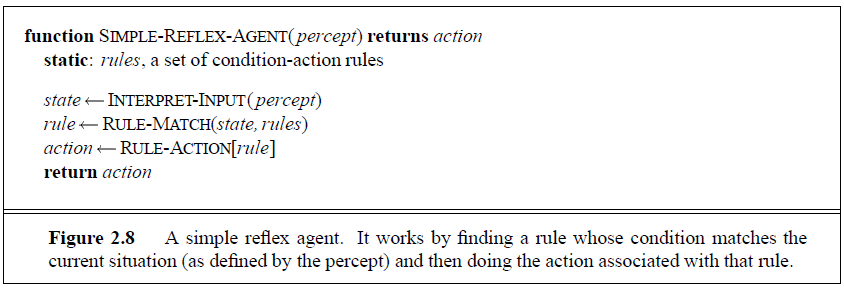 function SIMPLE-REFLEX-AGENT(percept) returns action
static: rules, a set of condition-action rules
state ← INTERPRET-INPUT(percept)
rule ← RULE-MATCH(state, rules)
action ← RULE-ACTION[rule]
return action
Figure 2.8 A simple reflex agent. It works by finding a rule whose condition matches the
current situation (as defined by the percept) and then doing the action associated with that rule.